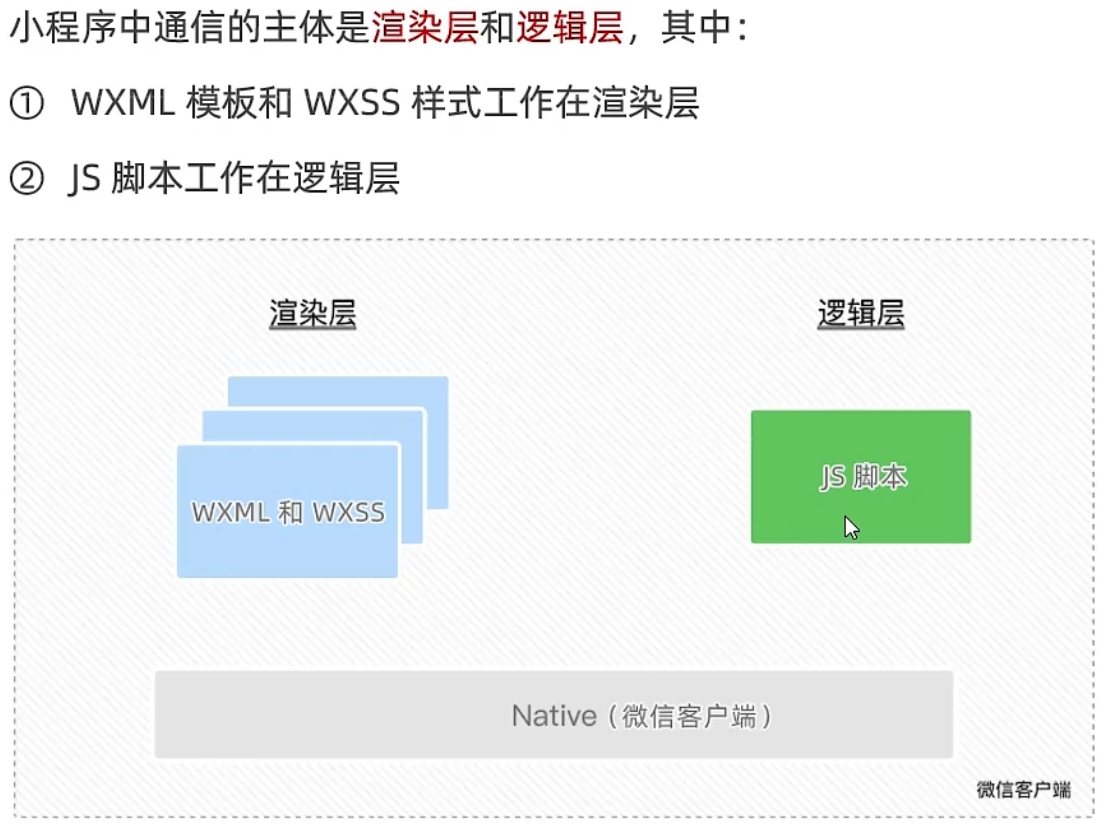 小程序中通信的主体是渲染层和逻辑层，其中：
① WXML 模板和 WXSS 样式工作在渲染层
② JS 脚本工作在逻辑层
渲染层
逻辑层
WXML 和 WXSS
JS 脚本
Native（微信客户端）
微信客户端